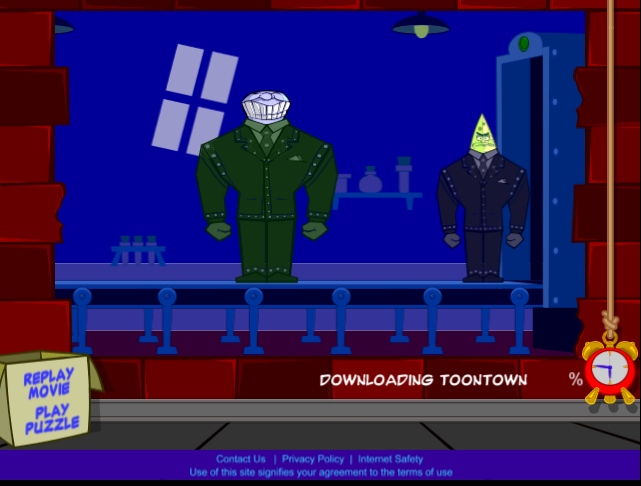 DOWNLOADING TOONTOWN %
REPLAY
MOVIE
PLAY
PUZZLE
Contact Us | Privacy Policy | Internet Safety
Use of this site signifies your agreement to the terms of use